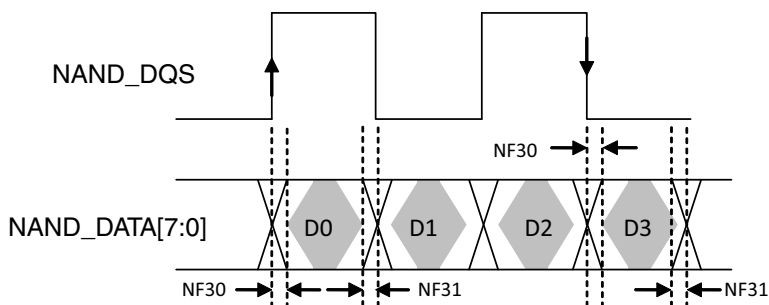 NAND_DQS
NF30
NAND_DATA[7:0]
D0
D1
D2
D3
NF30
NF31
NF31